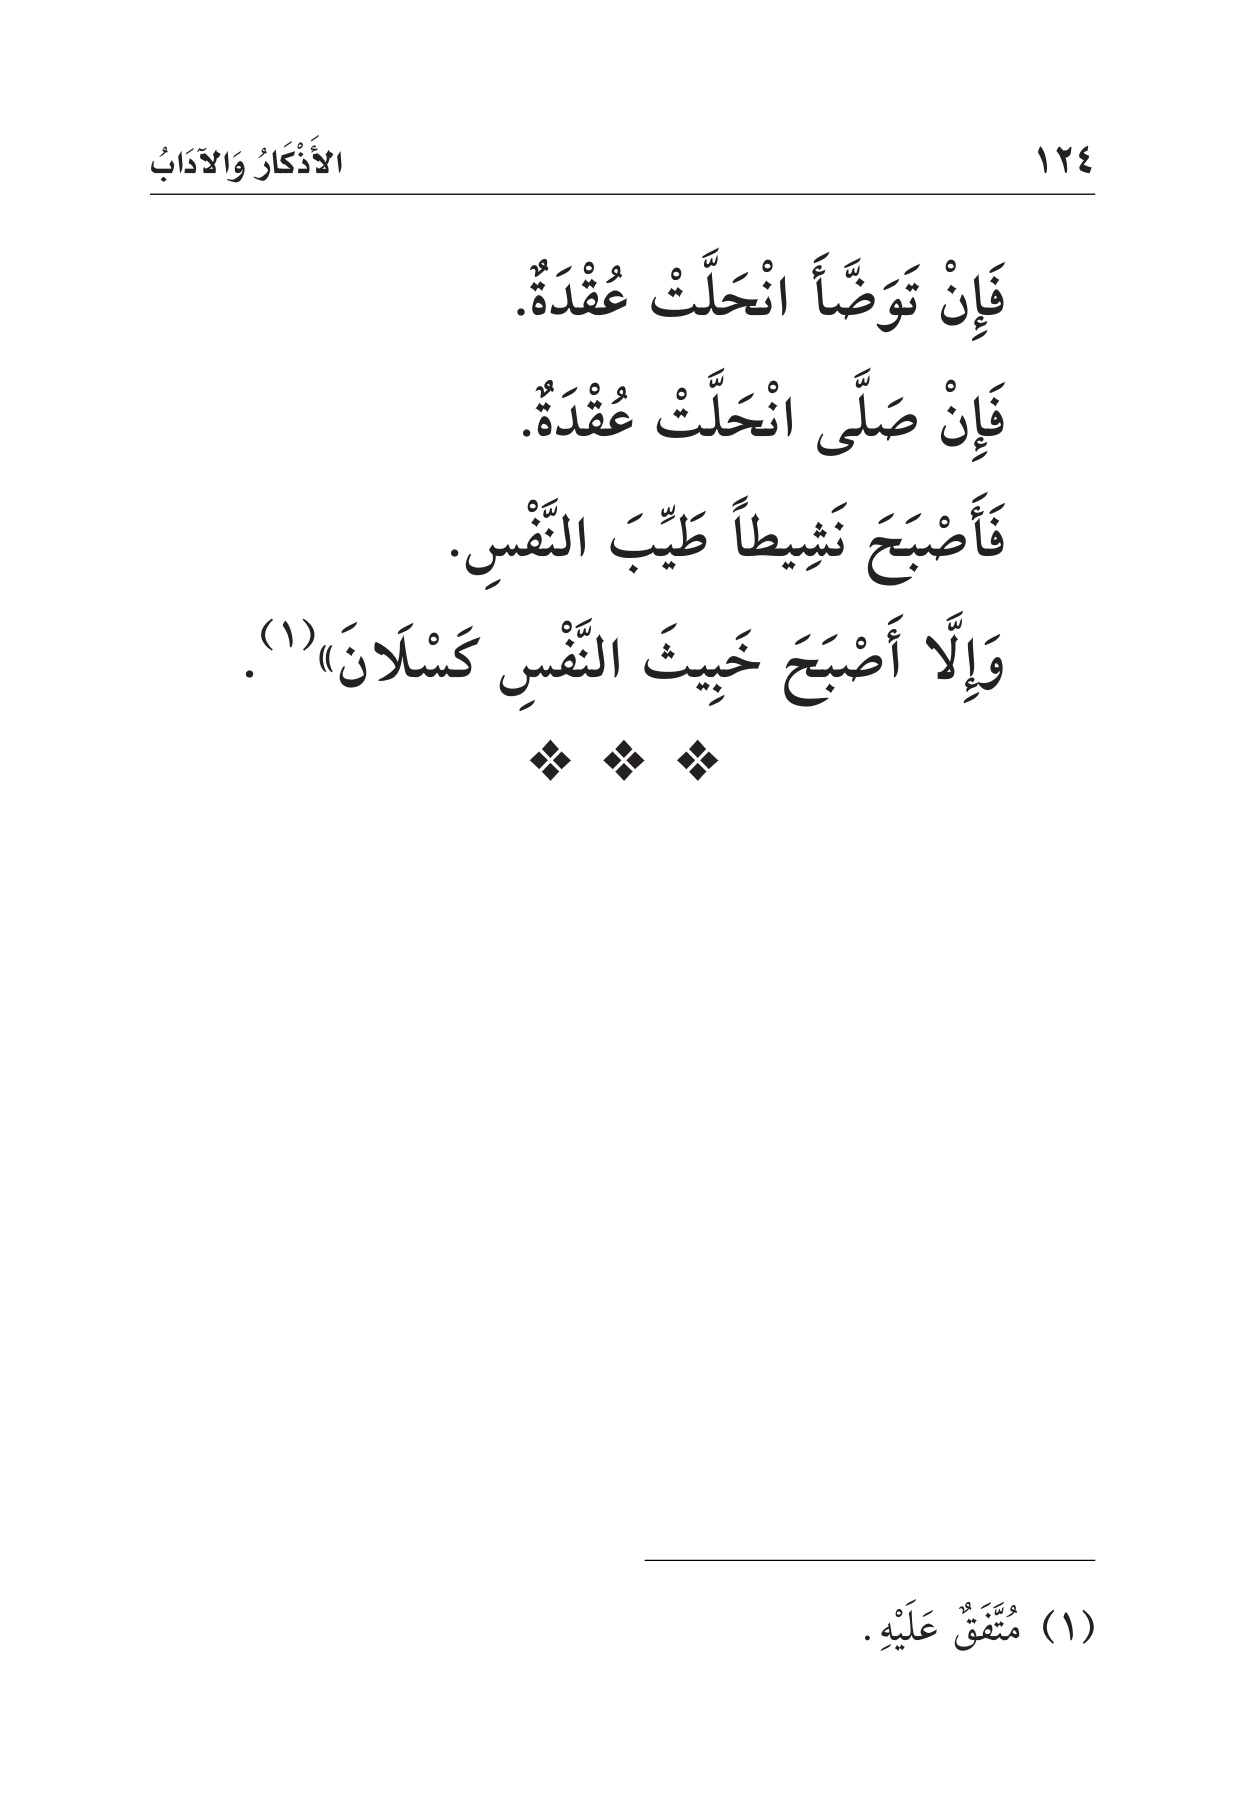 ١٢٤ الأَذْكَارُ وَالآدَابُ
فَإِنْ تَوَضَّأَ انْحَلَّتْ عُقْدَةٌ.
فَإِنْ صَلَّى انْحَلَّتْ عُقْدَةٌ.
فَأَصْبَحَ نَشِيطاً طَيِّبَ النَّفْسِ.
وَإِلَّا أَصْبَحَ خَبِيثَ النَّفْسِ كَسْلَانَ»(١).
(١) مُتَّفَقٌ عَلَيْهِ.